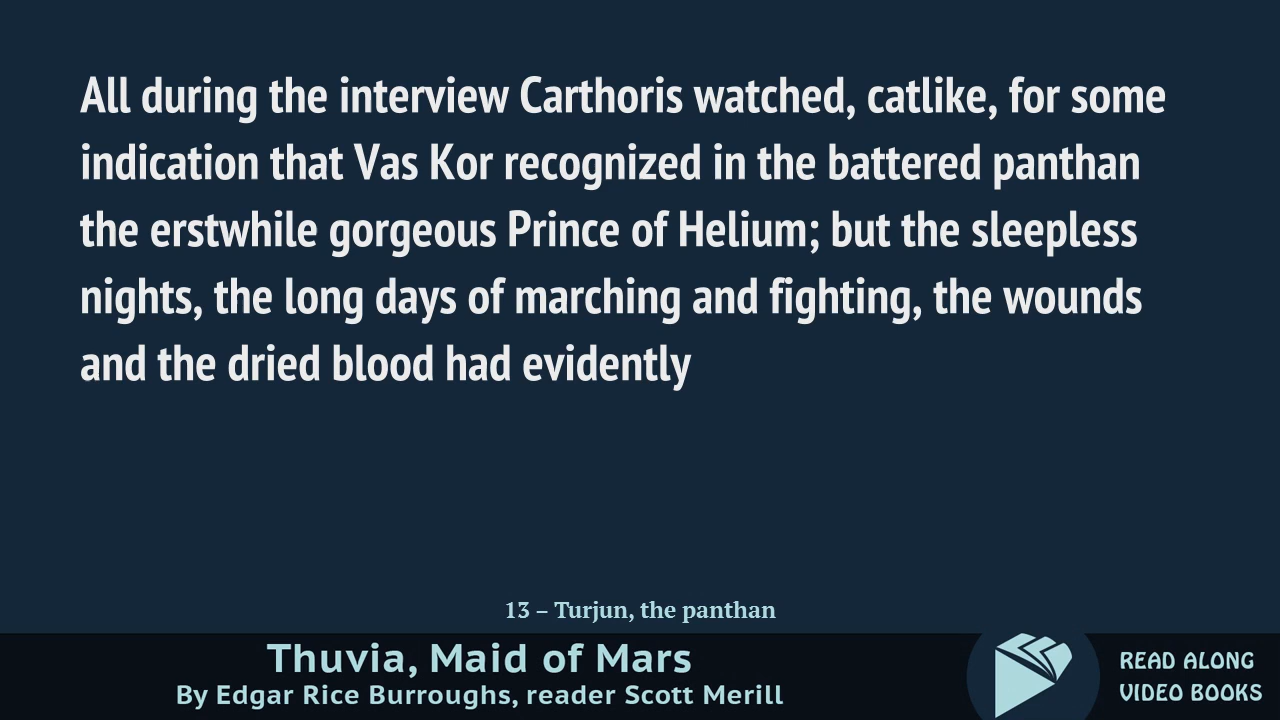 All during the interview Carthoris watched, catlike, for some
indication that Vas Kor recognized in the battered panthan
the erstwhile gorgeous Prince of Helium; but the sleepless
nights, the long days of marching and fighting, the wounds
and the dried blood had evidently
13 – Turjun, the panthan
Thuvia, Maid of Mars
By Edgar Rice Burroughs, reader Scott Merill
READ ALONG
VIDEO BOOKS